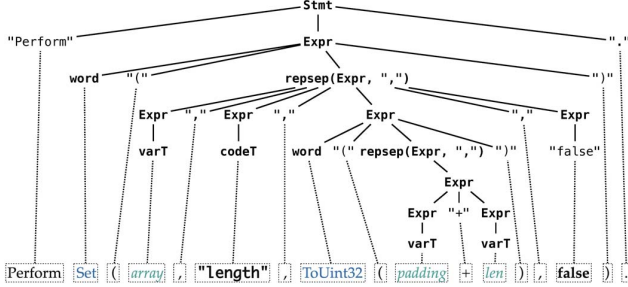 Stmt
"Perform" Expr "."
word "(" repsep(Expr, ",") ")"
Expr "," Expr "," Expr "," Expr
varT codeT word "(" repsep(Expr, ",") ")" "false"
Expr
Expr "+" Expr
varT varT
Perform Set ( array , "length" , ToUint32 ( padding + len ) , false ) .